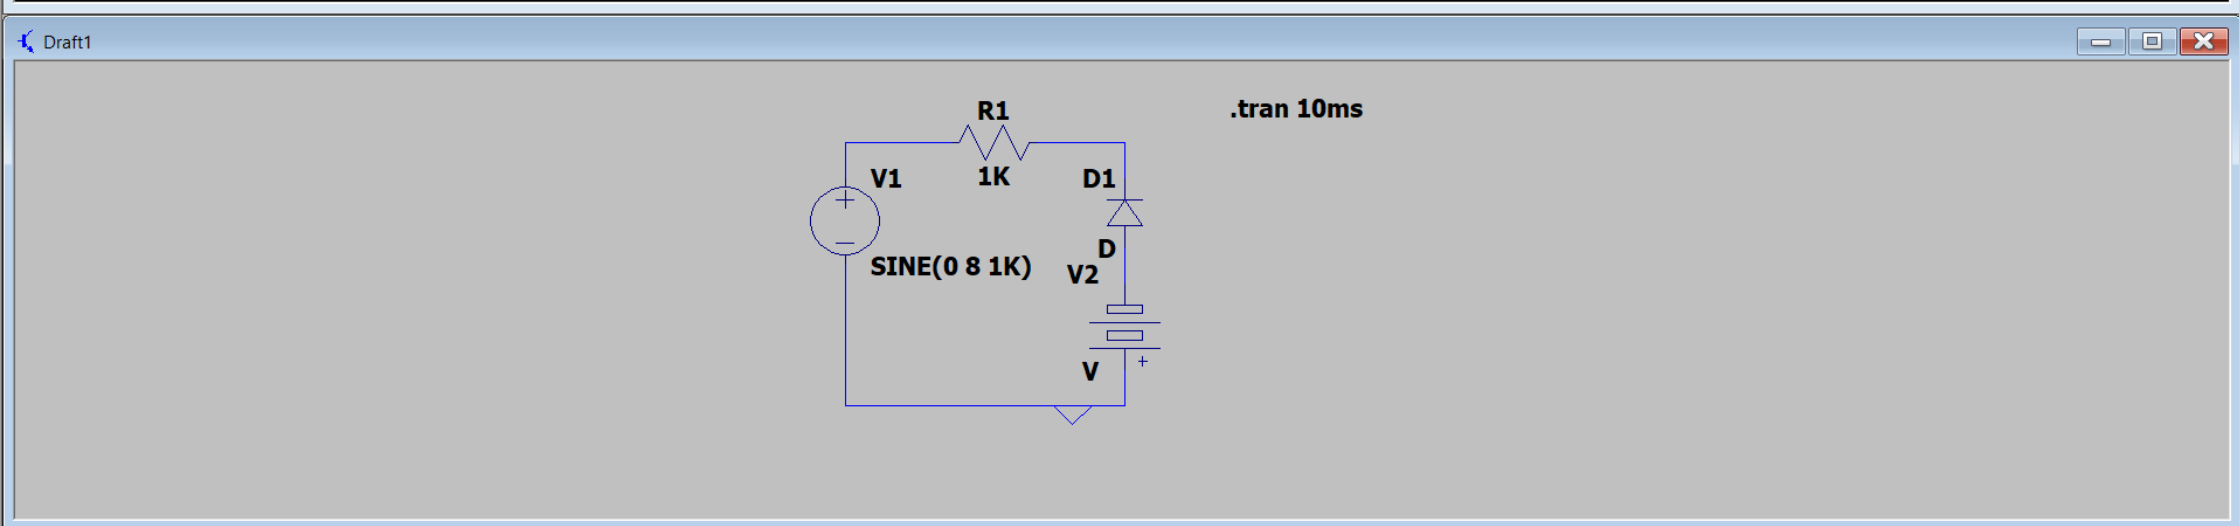 Draft1
R1
.tran 10ms
V1
1K
D1
SINE(0 8 1K)
D
V2
V